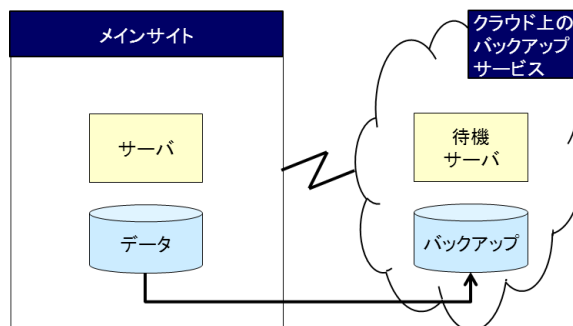 メインサイト
クラウド上の
バックアップ
サービス
サーバ
待機
サーバ
データ
バックアップ